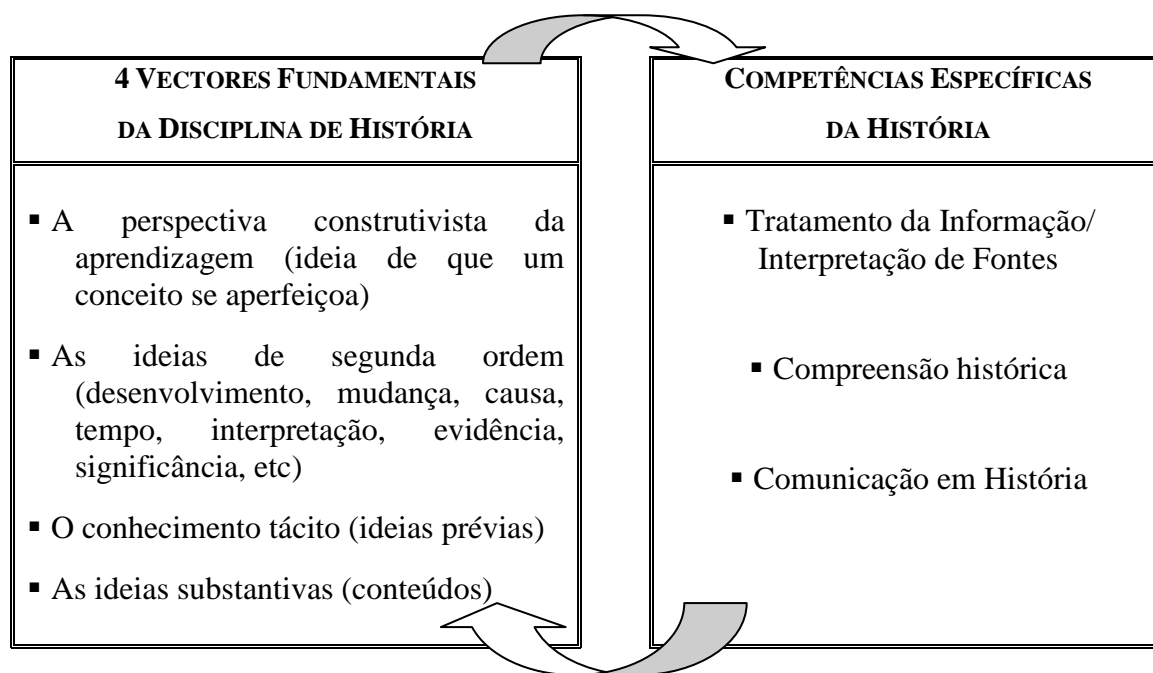 4 VECTORES FUNDAMENTAIS
DA DISCIPLINA DE HISTÓRIA
▪ A perspectiva construtivista da
aprendizagem (ideia de que um
conceito se aperfeiçoa)
▪ As ideias de segunda ordem
(desenvolvimento, mudança, causa,
tempo, interpretação, evidência,
significância, etc)
▪ O conhecimento tácito (ideias prévias)
▪ As ideias substantivas (conteúdos)
COMPETÊNCIAS ESPECÍFICAS
DA HISTÓRIA
▪ Tratamento da Informação/
Interpretação de Fontes
▪ Compreensão histórica
▪ Comunicação em História